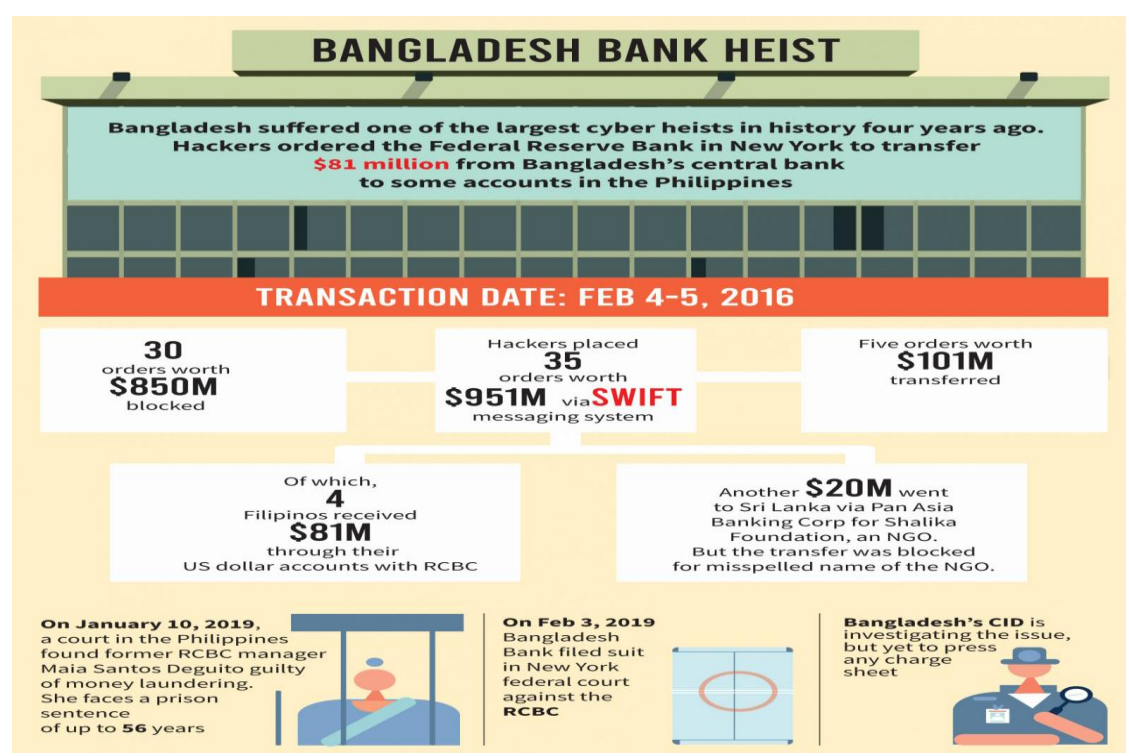 BANGLADESH BANK HEIST
Bangladesh suffered one of the largest cyber heists in history four years ago.
Hackers ordered the Federal Reserve Bank in New York to transfer
$81 million from Bangladesh's central bank
to some accounts in the Philippines
TRANSACTION DATE: FEB 4-5, 2016
30
orders worth
$850M
blocked
Hackers placed
35
orders worth
$951M via SWIFT
messaging system
Five orders worth
$101M
transferred
Of which,
4
Filipinos received
$81M
through their
US dollar accounts with RCBC
Another $20M went
to Sri Lanka via Pan Asia
Banking Corp for Shalika
Foundation, an NGO.
But the transfer was blocked
for misspelled name of the NGO.
On January 10, 2019,
a court in the Philippines
found former RCBC manager
Maia Santos Deguito guilty
of money laundering.
She faces a prison
sentence
of up to 56 years
On Feb 3, 2019
Bangladesh
Bank filed suit
in New York
federal court
against the
RCBC
Bangladesh's CID is
investigating the issue,
but yet to press
any charge
sheet